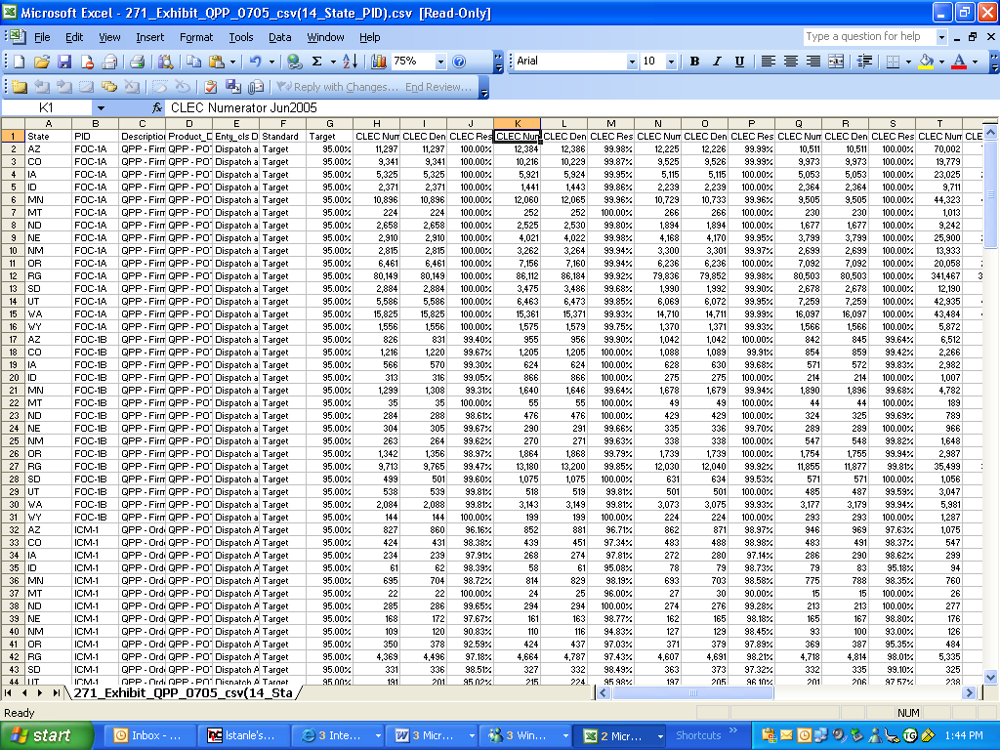 Microsoft Excel - 271_Exhibit_QPP_0705_csv(14_State_PID).csv [Read-Only]
File Edit View Insert Format Tools Data Window Help
Type a question for help
75% Arial 10 B I U
Reply with Changes... End Review...
K1 fx CLEC Numerator Jun2005
A B C D E F G H I J K L M N O P Q R S T
1 State PID Description Product_D Enty_cls D Standard Target CLEC Num CLEC Den CLEC Res CLEC Num CLEC Den CLEC Res CLEC Num CLEC Den CLEC Res CLEC Num CLEC Den CLEC Res CLEC Num CLE
2 AZ FOC-1A QPP - Firm QPP - POT Dispatch a Target 95.00% 11,297 11,297 100.00% 12,384 12,386 99.98% 12,225 12,226 99.99% 10,511 10,511 100.00% 70,002
3 CO FOC-1A QPP - Firm QPP - POT Dispatch a Target 95.00% 9,341 9,341 100.00% 10,216 10,229 99.87% 9,525 9,526 99.99% 9,973 9,973 100.00% 19,779
4 IA FOC-1A QPP - Firm QPP - POT Dispatch a Target 95.00% 5,325 5,325 100.00% 5,921 5,924 99.95% 5,115 5,115 100.00% 5,053 5,053 100.00% 23,025
5 ID FOC-1A QPP - Firm QPP - POT Dispatch a Target 95.00% 2,371 2,371 100.00% 1,441 1,443 99.86% 2,239 2,239 100.00% 2,364 2,364 100.00% 9,711
6 MN FOC-1A QPP - Firm QPP - POT Dispatch a Target 95.00% 10,896 10,896 100.00% 12,060 12,065 99.96% 10,729 10,733 99.96% 9,505 9,505 100.00% 44,323
7 MT FOC-1A QPP - Firm QPP - POT Dispatch a Target 95.00% 224 224 100.00% 252 252 100.00% 266 266 100.00% 230 230 100.00% 1,013
8 ND FOC-1A QPP - Firm QPP - POT Dispatch a Target 95.00% 2,658 2,658 100.00% 2,525 2,530 99.80% 1,894 1,894 100.00% 1,677 1,677 100.00% 9,242
9 NE FOC-1A QPP - Firm QPP - POT Dispatch a Target 95.00% 2,910 2,910 100.00% 4,021 4,022 99.98% 4,168 4,170 99.95% 3,799 3,799 100.00% 25,900
10 NM FOC-1A QPP - Firm QPP - POT Dispatch a Target 95.00% 2,815 2,815 100.00% 3,262 3,264 99.94% 3,300 3,301 99.97% 2,699 2,699 100.00% 13,933
11 OR FOC-1A QPP - Firm QPP - POT Dispatch a Target 95.00% 6,461 6,461 100.00% 7,156 7,160 99.94% 6,236 6,236 100.00% 7,092 7,092 100.00% 20,058
12 RG FOC-1A QPP - Firm QPP - POT Dispatch a Target 95.00% 80,149 80,149 100.00% 86,112 86,184 99.92% 79,836 79,852 99.98% 80,503 80,503 100.00% 341,467
13 SD FOC-1A QPP - Firm QPP - POT Dispatch a Target 95.00% 2,884 2,884 100.00% 3,475 3,486 99.68% 1,990 1,992 99.90% 2,678 2,678 100.00% 12,190
14 UT FOC-1A QPP - Firm QPP - POT Dispatch a Target 95.00% 5,586 5,586 100.00% 6,463 6,473 99.85% 6,069 6,072 99.95% 7,259 7,259 100.00% 42,935
15 WA FOC-1A QPP - Firm QPP - POT Dispatch a Target 95.00% 15,825 15,825 100.00% 15,361 15,371 99.93% 14,710 14,711 99.99% 16,097 16,097 100.00% 43,484
16 WY FOC-1A QPP - Firm QPP - POT Dispatch a Target 95.00% 1,556 1,556 100.00% 1,575 1,579 99.75% 1,370 1,371 99.93% 1,566 1,566 100.00% 5,872
17 AZ FOC-1B QPP - Firm QPP - POT Dispatch a Target 95.00% 826 831 99.40% 955 956 99.90% 1,042 1,042 100.00% 842 845 99.64% 6,512
18 CO FOC-1B QPP - Firm QPP - POT Dispatch a Target 95.00% 1,216 1,220 99.67% 1,205 1,205 100.00% 1,088 1,089 99.91% 854 859 99.42% 2,266
19 IA FOC-1B QPP - Firm QPP - POT Dispatch a Target 95.00% 566 570 99.30% 624 624 100.00% 628 630 99.68% 571 572 99.83% 2,982
20 ID FOC-1B QPP - Firm QPP - POT Dispatch a Target 95.00% 313 316 99.05% 866 866 100.00% 275 275 100.00% 214 214 100.00% 1,007
21 MN FOC-1B QPP - Firm QPP - POT Dispatch a Target 95.00% 1,299 1,308 99.31% 1,640 1,646 99.64% 1,678 1,679 99.94% 1,890 1,896 99.68% 4,782
22 MT FOC-1B QPP - Firm QPP - POT Dispatch a Target 95.00% 35 35 100.00% 55 55 100.00% 49 49 100.00% 44 44 100.00% 189
23 ND FOC-1B QPP - Firm QPP - POT Dispatch a Target 95.00% 284 288 98.61% 476 476 100.00% 429 429 100.00% 324 325 99.69% 789
24 NE FOC-1B QPP - Firm QPP - POT Dispatch a Target 95.00% 304 305 99.67% 290 291 99.66% 335 336 99.70% 289 289 100.00% 966
25 NM FOC-1B QPP - Firm QPP - POT Dispatch a Target 95.00% 263 264 99.62% 270 271 99.63% 338 338 100.00% 547 548 99.82% 1,648
26 OR FOC-1B QPP - Firm QPP - POT Dispatch a Target 95.00% 1,342 1,356 98.97% 1,864 1,868 99.79% 1,739 1,739 100.00% 1,754 1,755 99.94% 2,987
27 RG FOC-1B QPP - Firm QPP - POT Dispatch a Target 95.00% 9,713 9,765 99.47% 13,180 13,200 99.85% 12,030 12,040 99.92% 11,855 11,877 99.81% 35,499
28 SD FOC-1B QPP - Firm QPP - POT Dispatch a Target 95.00% 499 501 99.60% 1,075 1,075 100.00% 631 634 99.53% 571 571 100.00% 1,056
29 UT FOC-1B QPP - Firm QPP - POT Dispatch a Target 95.00% 538 539 99.81% 518 519 99.81% 501 501 100.00% 485 487 99.59% 3,047
30 WA FOC-1B QPP - Firm QPP - POT Dispatch a Target 95.00% 2,084 2,088 99.81% 3,143 3,149 99.81% 3,073 3,075 99.93% 3,177 3,179 99.94% 5,981
31 WY FOC-1B QPP - Firm QPP - POT Dispatch a Target 95.00% 144 144 100.00% 199 199 100.00% 224 224 100.00% 293 293 100.00% 1,287
32 AZ ICM-1 QPP - Orde QPP - POT Dispatch A Target 95.00% 827 860 96.16% 852 881 96.71% 862 871 98.97% 946 969 97.63% 1,075
33 CO ICM-1 QPP - Orde QPP - POT Dispatch A Target 95.00% 424 431 98.38% 439 451 97.34% 483 488 98.98% 483 491 98.37% 547
34 IA ICM-1 QPP - Orde QPP - POT Dispatch A Target 95.00% 234 239 97.91% 268 274 97.81% 272 280 97.14% 286 290 98.62% 299
35 ID ICM-1 QPP - Orde QPP - POT Dispatch A Target 95.00% 61 62 98.39% 58 61 95.08% 78 79 98.73% 79 83 95.18% 94
36 MN ICM-1 QPP - Orde QPP - POT Dispatch A Target 95.00% 695 704 98.72% 814 829 98.19% 693 703 98.58% 775 788 98.35% 760
37 MT ICM-1 QPP - Orde QPP - POT Dispatch A Target 95.00% 22 22 100.00% 24 25 96.00% 27 30 90.00% 15 15 100.00% 26
38 ND ICM-1 QPP - Orde QPP - POT Dispatch A Target 95.00% 285 286 99.65% 294 294 100.00% 274 276 99.28% 213 213 100.00% 277
39 NE ICM-1 QPP - Orde QPP - POT Dispatch A Target 95.00% 168 172 97.67% 161 163 98.77% 162 165 98.18% 165 167 98.80% 176
40 NM ICM-1 QPP - Orde QPP - POT Dispatch A Target 95.00% 109 120 90.83% 110 116 94.83% 127 129 98.45% 93 100 93.00% 126
41 OR ICM-1 QPP - Orde QPP - POT Dispatch A Target 95.00% 350 378 92.59% 424 437 97.03% 371 379 97.89% 369 387 95.35% 484
42 RG ICM-1 QPP - Orde QPP - POT Dispatch A Target 95.00% 4,369 4,496 97.18% 4,664 4,787 97.43% 4,607 4,691 98.21% 4,718 4,814 98.01% 5,335
43 SD ICM-1 QPP - Orde QPP - POT Dispatch A Target 95.00% 331 336 98.51% 327 332 98.49% 363 373 97.32% 332 335 99.10% 325
44 UT ICM-1 QPP - Orde QPP - POT Dispatch A Target 95.00% 191 201 95.02% 215 224 95.98% 197 205 96.10% 201 206 97.57% 238
271_Exhibit_QPP_0705_csv(14_Sta
Ready NUM
start Inbox - ... lstanle's... 3 Inte... 3 Micr... 3 Win... 2 Micr... Shortcuts » TG 1:44 PM